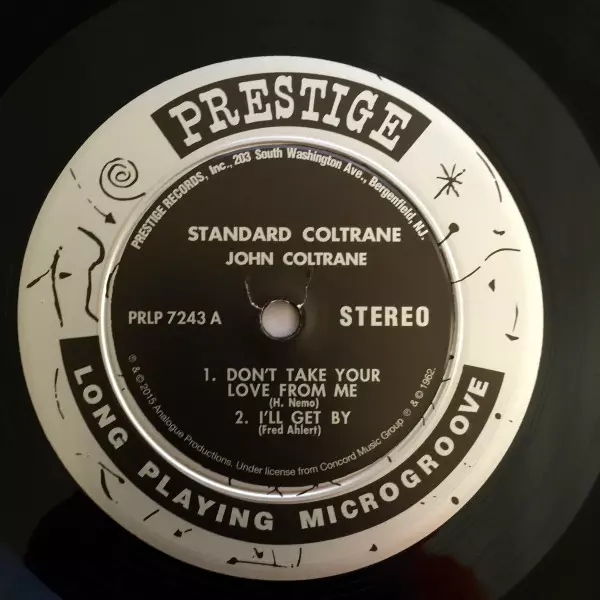 PRESTIGE
PRESTIGE RECORDS, Inc., 203 South Washington Ave., Bergenfield, NJ.
STANDARD COLTRANE
JOHN COLTRANE
PRLP 7243 A
STEREO
1. DON'T TAKE YOUR
LOVE FROM ME
(H. Nemo)
2. I'LL GET BY
(Fred Ahlert)
℗ & © 2015 Analogue Productions. Under license from Concord Music Group ℗ & © 1962.
LONG PLAYING MICROGROOVE